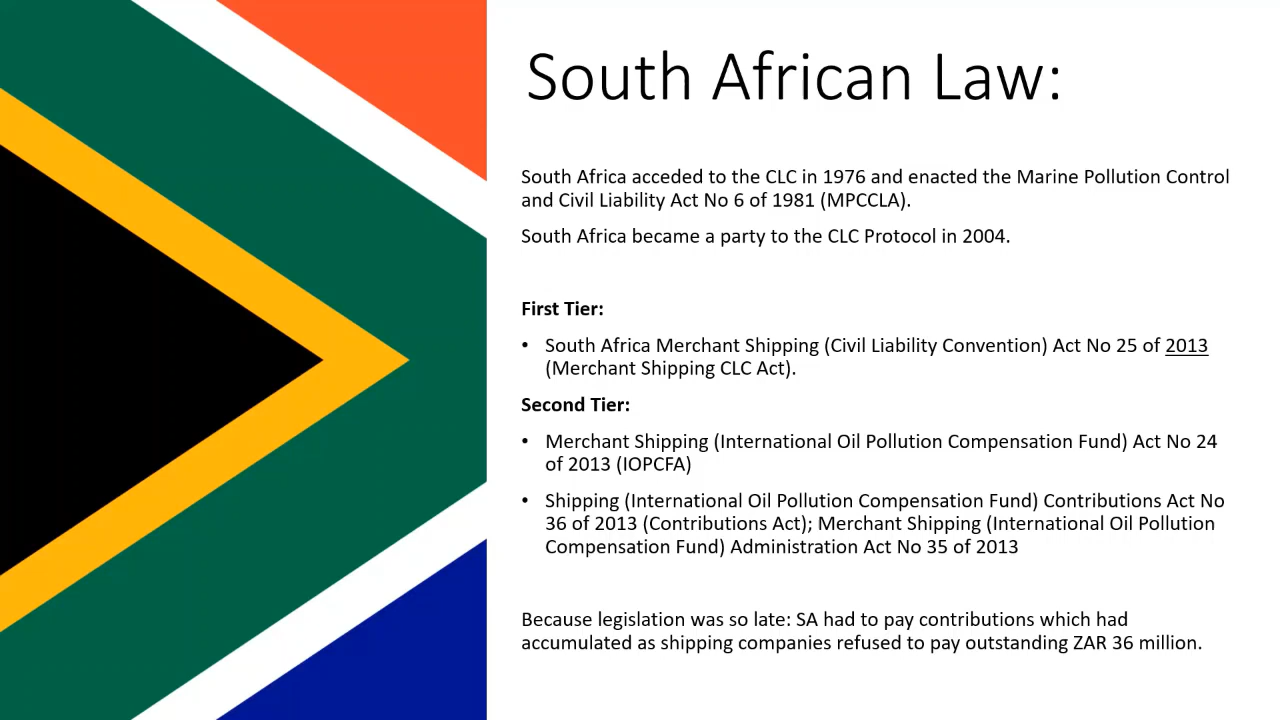 South African Law:
South Africa acceded to the CLC in 1976 and enacted the Marine Pollution Control
and Civil Liability Act No 6 of 1981 (MPCCLA).
South Africa became a party to the CLC Protocol in 2004.
First Tier:
• South Africa Merchant Shipping (Civil Liability Convention) Act No 25 of 2013
(Merchant Shipping CLC Act).
Second Tier:
• Merchant Shipping (International Oil Pollution Compensation Fund) Act No 24
of 2013 (IOPCFA)
• Shipping (International Oil Pollution Compensation Fund) Contributions Act No
36 of 2013 (Contributions Act); Merchant Shipping (International Oil Pollution
Compensation Fund) Administration Act No 35 of 2013
Because legislation was so late: SA had to pay contributions which had
accumulated as shipping companies refused to pay outstanding ZAR 36 million.